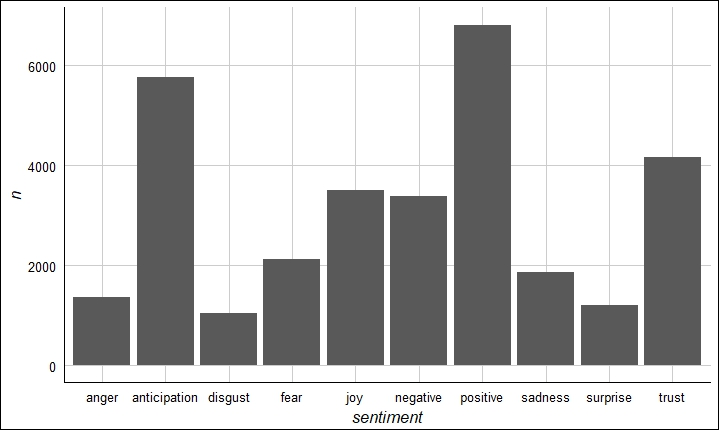 6000
4000
2000
0
n
anger anticipation disgust fear joy negative positive sadness surprise trust
sentiment